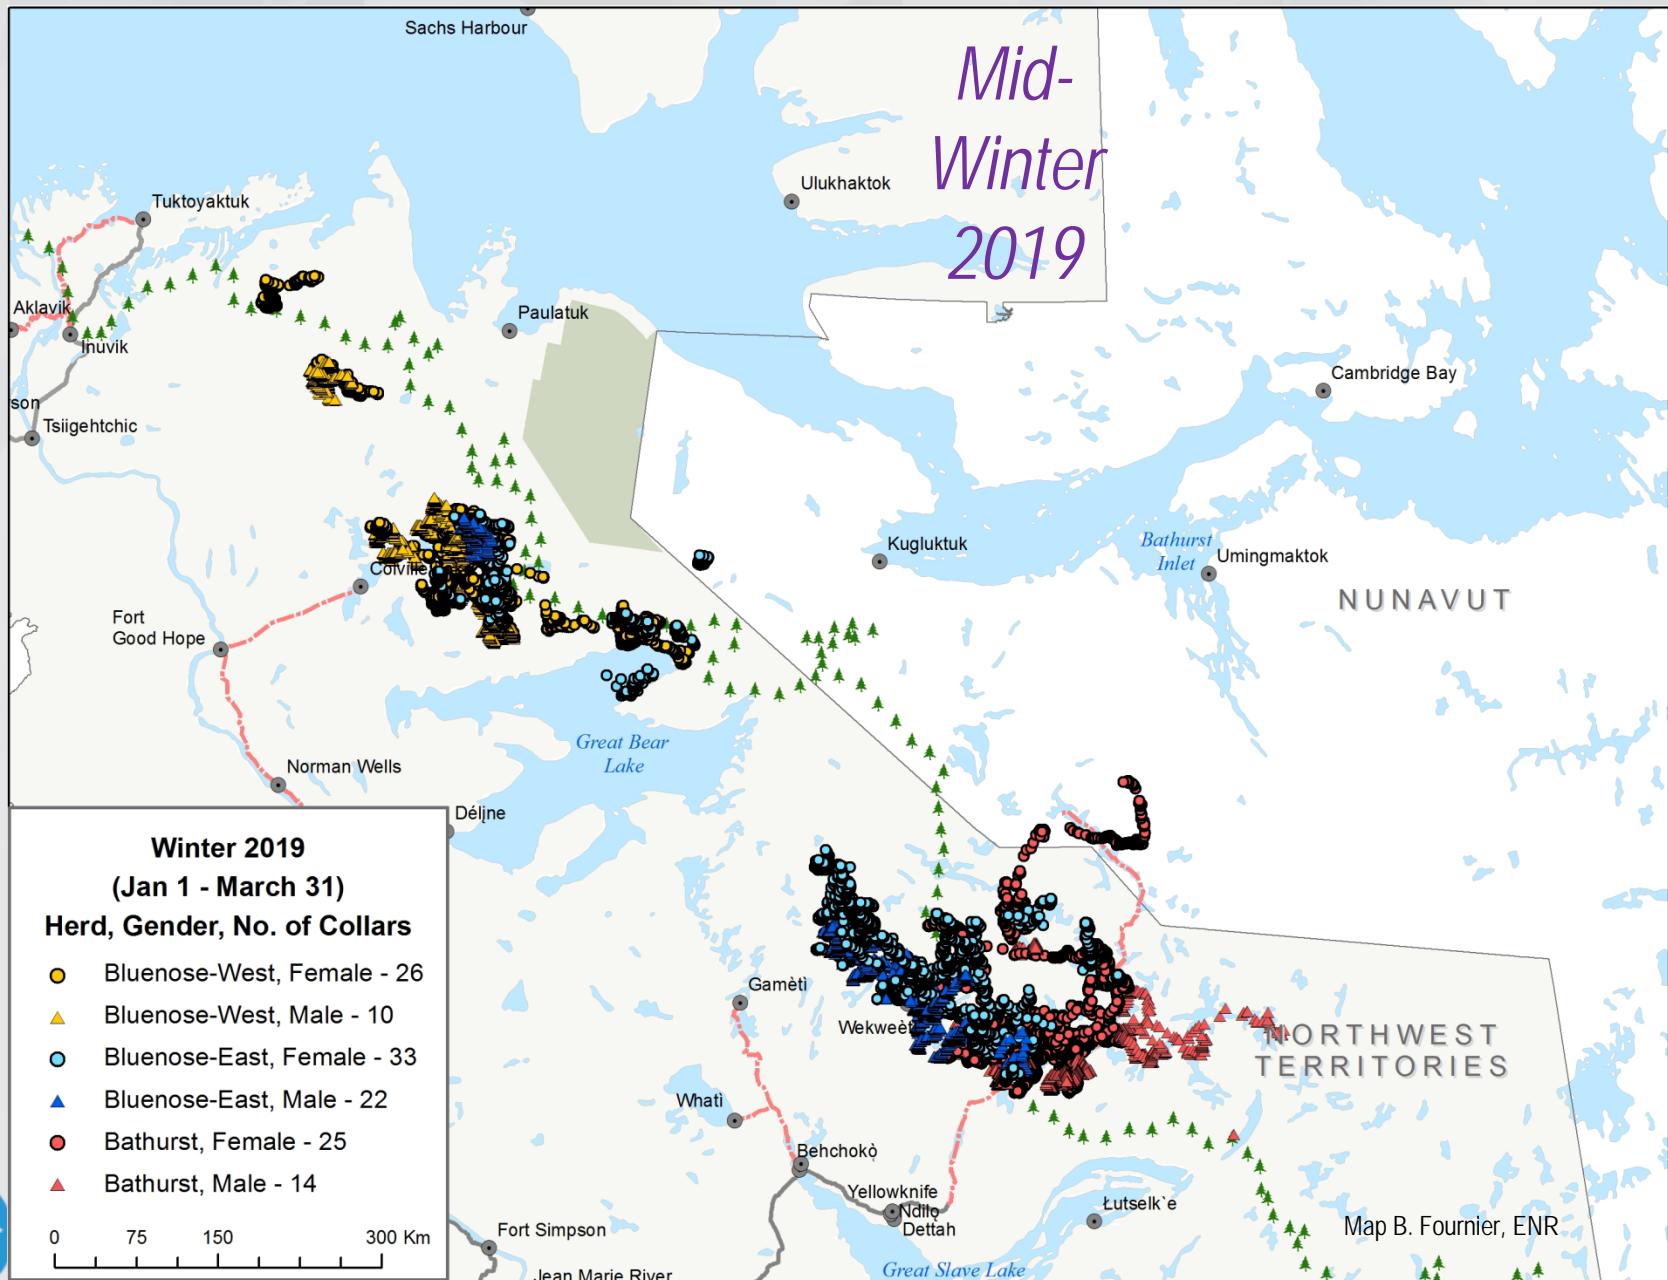 Sachs Harbour
Mid-
Winter
2019
Ulukhaktok
Tuktoyaktuk
Aklavik
Inuvik
Paulatuk
Cambridge Bay
son
Tsiigehtchic
Kugluktuk
Bathurst
Inlet
Umingmaktok
NUNAVUT
Colville
Fort
Good Hope
Great Bear
Lake
Norman Wells
Délı̨ne
Winter 2019
(Jan 1 - March 31)
Herd, Gender, No. of Collars
Bluenose-West, Female - 26
Bluenose-West, Male - 10
Bluenose-East, Female - 33
Bluenose-East, Male - 22
Bathurst, Female - 25
Bathurst, Male - 14
0 75 150 300 Km
Gamètì
Wekweètì
NORTHWEST
TERRITORIES
Whatì
Behchokǫ̀
Yellowknife
Ndilǫ
Dettah
Łutselk`e
Fort Simpson
Jean Marie River
Great Slave Lake
Map B. Fournier, ENR